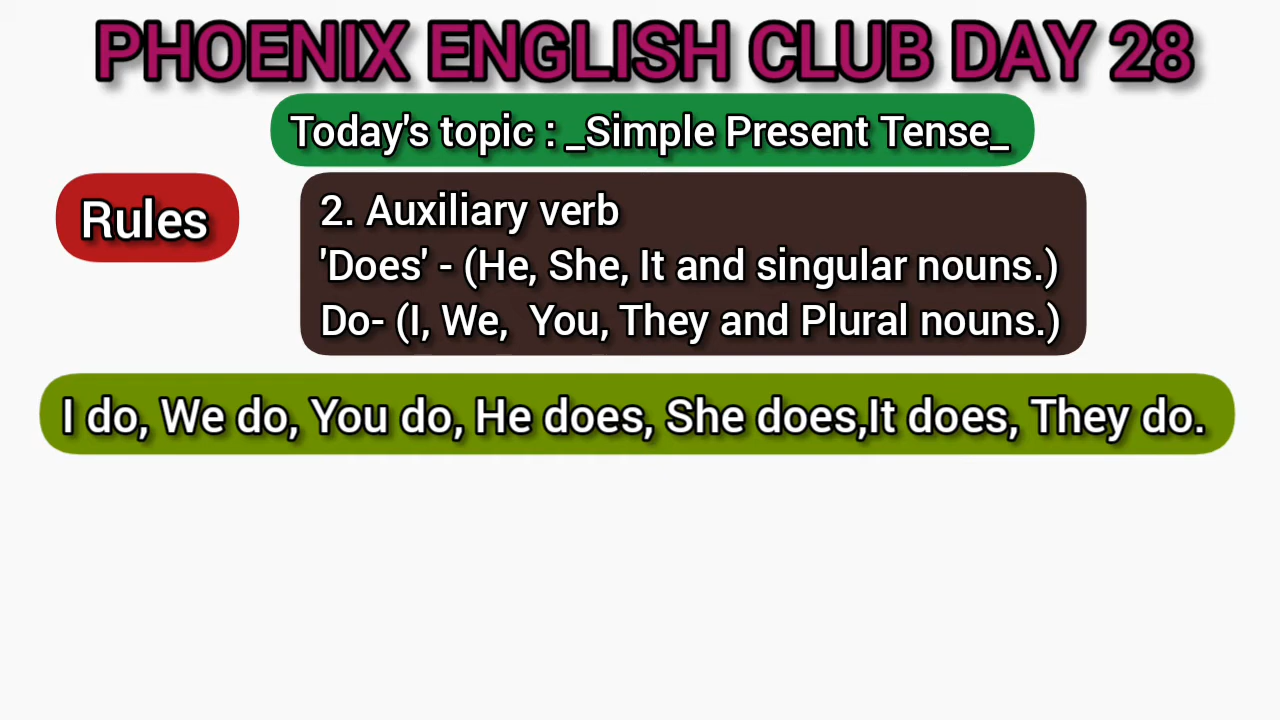 PHOENIX ENGLISH CLUB DAY 28
Today's topic : _Simple Present Tense_
Rules
2. Auxiliary verb
'Does' - (He, She, It and singular nouns.)
Do- (I, We,  You, They and Plural nouns.)
I do, We do, You do, He does, She does,It does, They do.